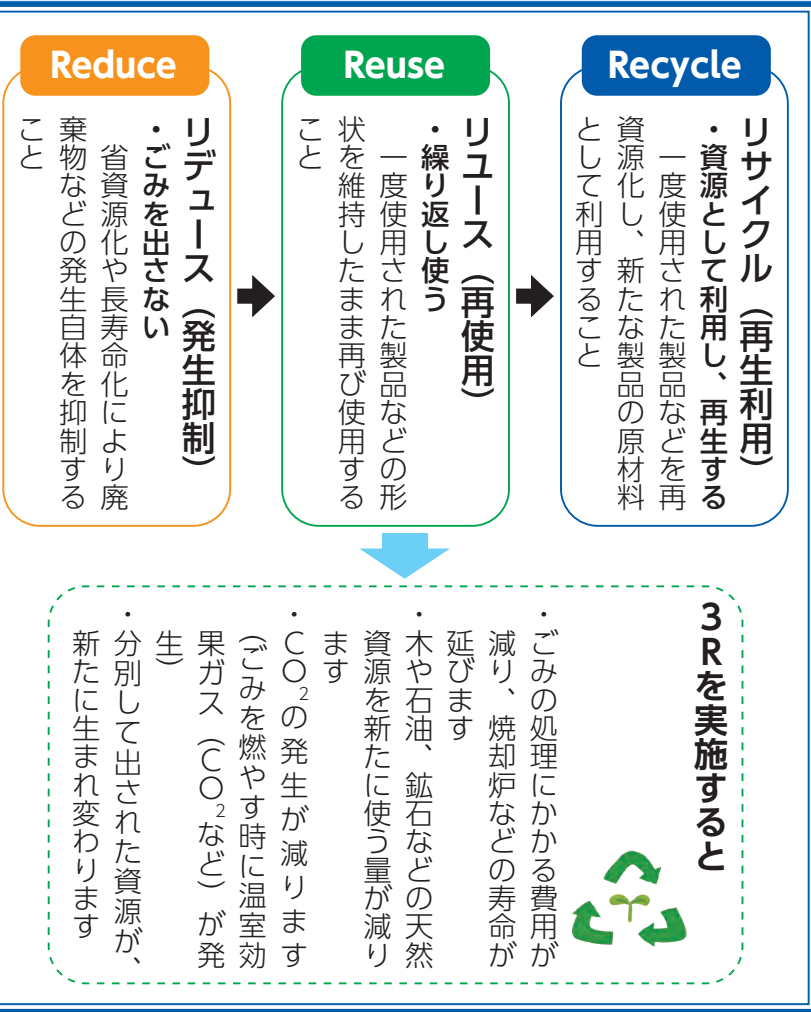 Reduce
リデュース（発生抑制）
・ごみを出さない
省資源化や長寿命化により廃
棄物などの発生自体を抑制する
こと
Reuse
リユース（再使用）
・繰り返し使う
一度使用された製品などの形
状を維持したまま再び使用する
こと
Recycle
リサイクル（再生利用）
・資源として利用し、再生する
一度使用された製品などを再
資源化し、新たな製品の原材料
として利用すること
3Rを実施すると
・ごみの処理にかかる費用が
減り、焼却炉などの寿命が
延びます
・木や石油、鉱石などの天然
資源を新たに使う量が減り
ます
・CO₂の発生が減ります
（ごみを燃やす時に温室効
果ガス（CO₂など）が発
生）
・分別して出された資源が、
新たに生まれ変わります